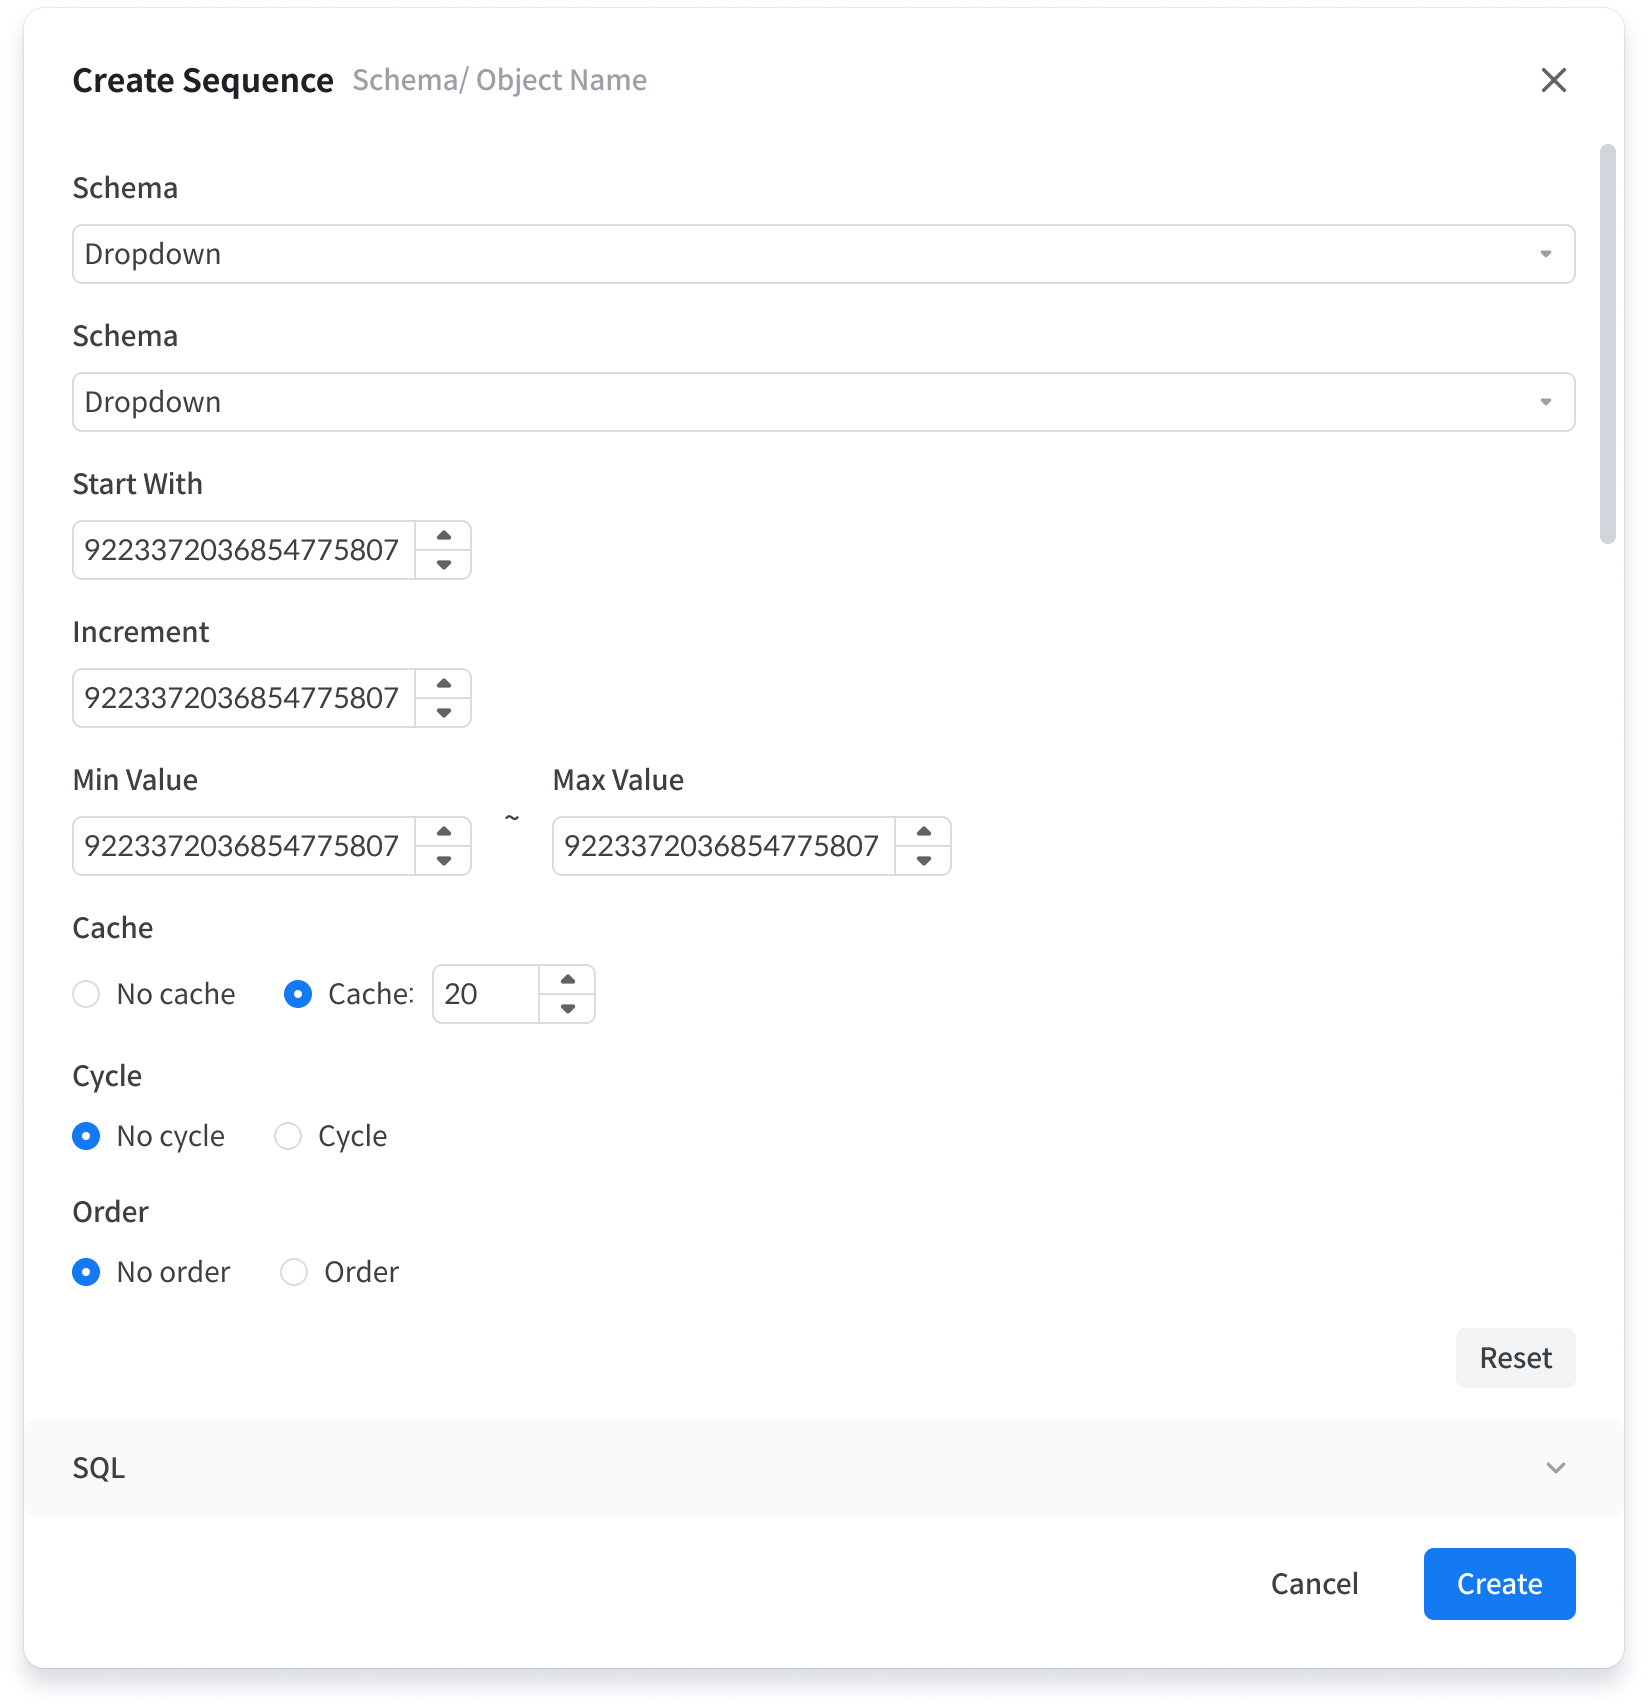 Create Sequence Schema/ Object Name
Schema
Dropdown
Schema
Dropdown
Start With
9223372036854775807
Increment
9223372036854775807
Min Value Max Value
9223372036854775807 ~ 9223372036854775807
Cache
No cache Cache: 20
Cycle
No cycle Cycle
Order
No order Order
Reset
SQL
Cancel Create